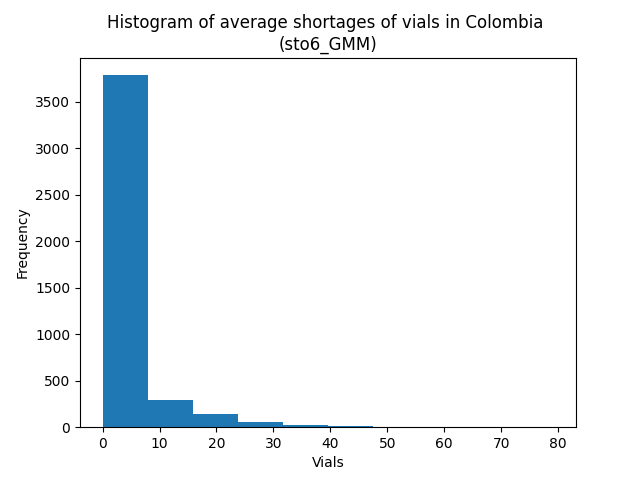 Histogram of average shortages of vials in Colombia
(sto6_GMM)
3500
3000
2500
2000
1500
1000
500
0
Frequency
0 10 20 30 40 50 60 70 80
Vials